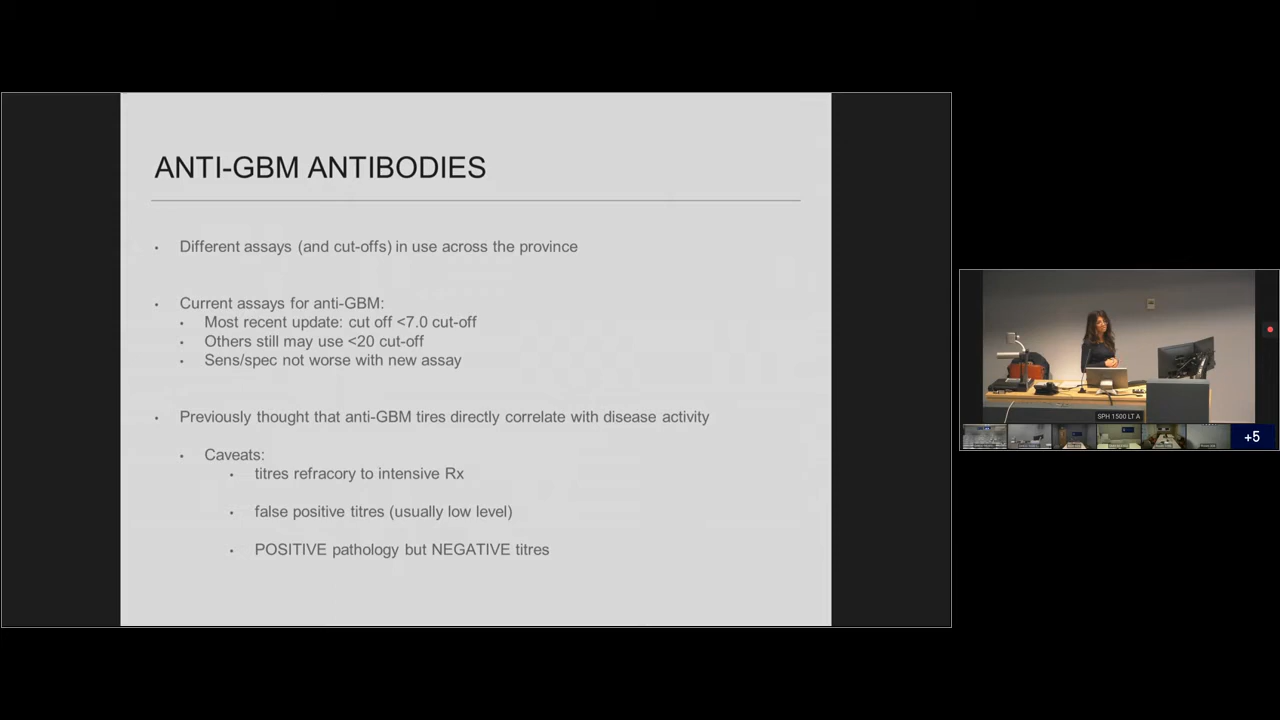 ANTI-GBM ANTIBODIES
• Different assays (and cut-offs) in use across the province
• Current assays for anti-GBM:
• Most recent update: cut off <7.0 cut-off
• Others still may use <20 cut-off
• Sens/spec not worse with new assay
• Previously thought that anti-GBM tires directly correlate with disease activity
• Caveats:
• titres refracory to intensive Rx
• false positive titres (usually low level)
• POSITIVE pathology but NEGATIVE titres
SPH 1500 LT A
+5